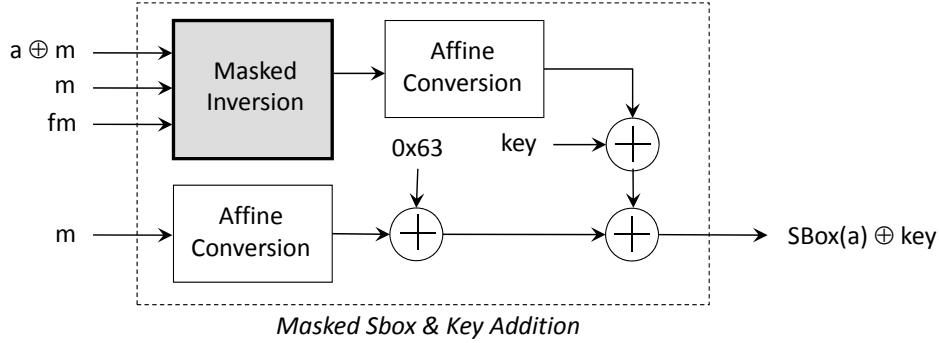 a ⊕ m
m
fm
Masked
Inversion
Affine
Conversion
0x63
key
m
Affine
Conversion
SBox(a) ⊕ key
Masked Sbox & Key Addition